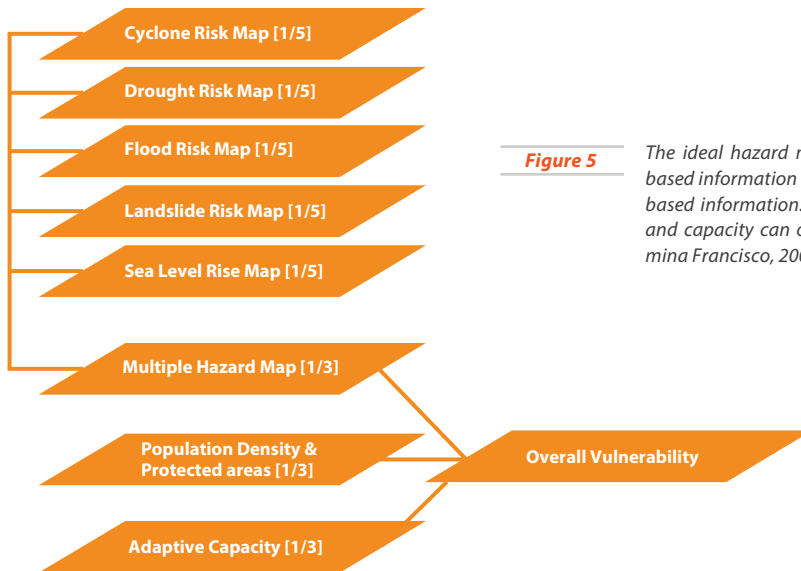 Cyclone Risk Map [1/5]
Drought Risk Map [1/5]
Flood Risk Map [1/5]
Landslide Risk Map [1/5]
Sea Level Rise Map [1/5]
Multiple Hazard Map [1/3]
Population Density &
Protected areas [1/3]
Adaptive Capacity [1/3]
Overall Vulnerability
Figure 5
The ideal hazard
based information
based information.
and capacity can
mina Francisco,